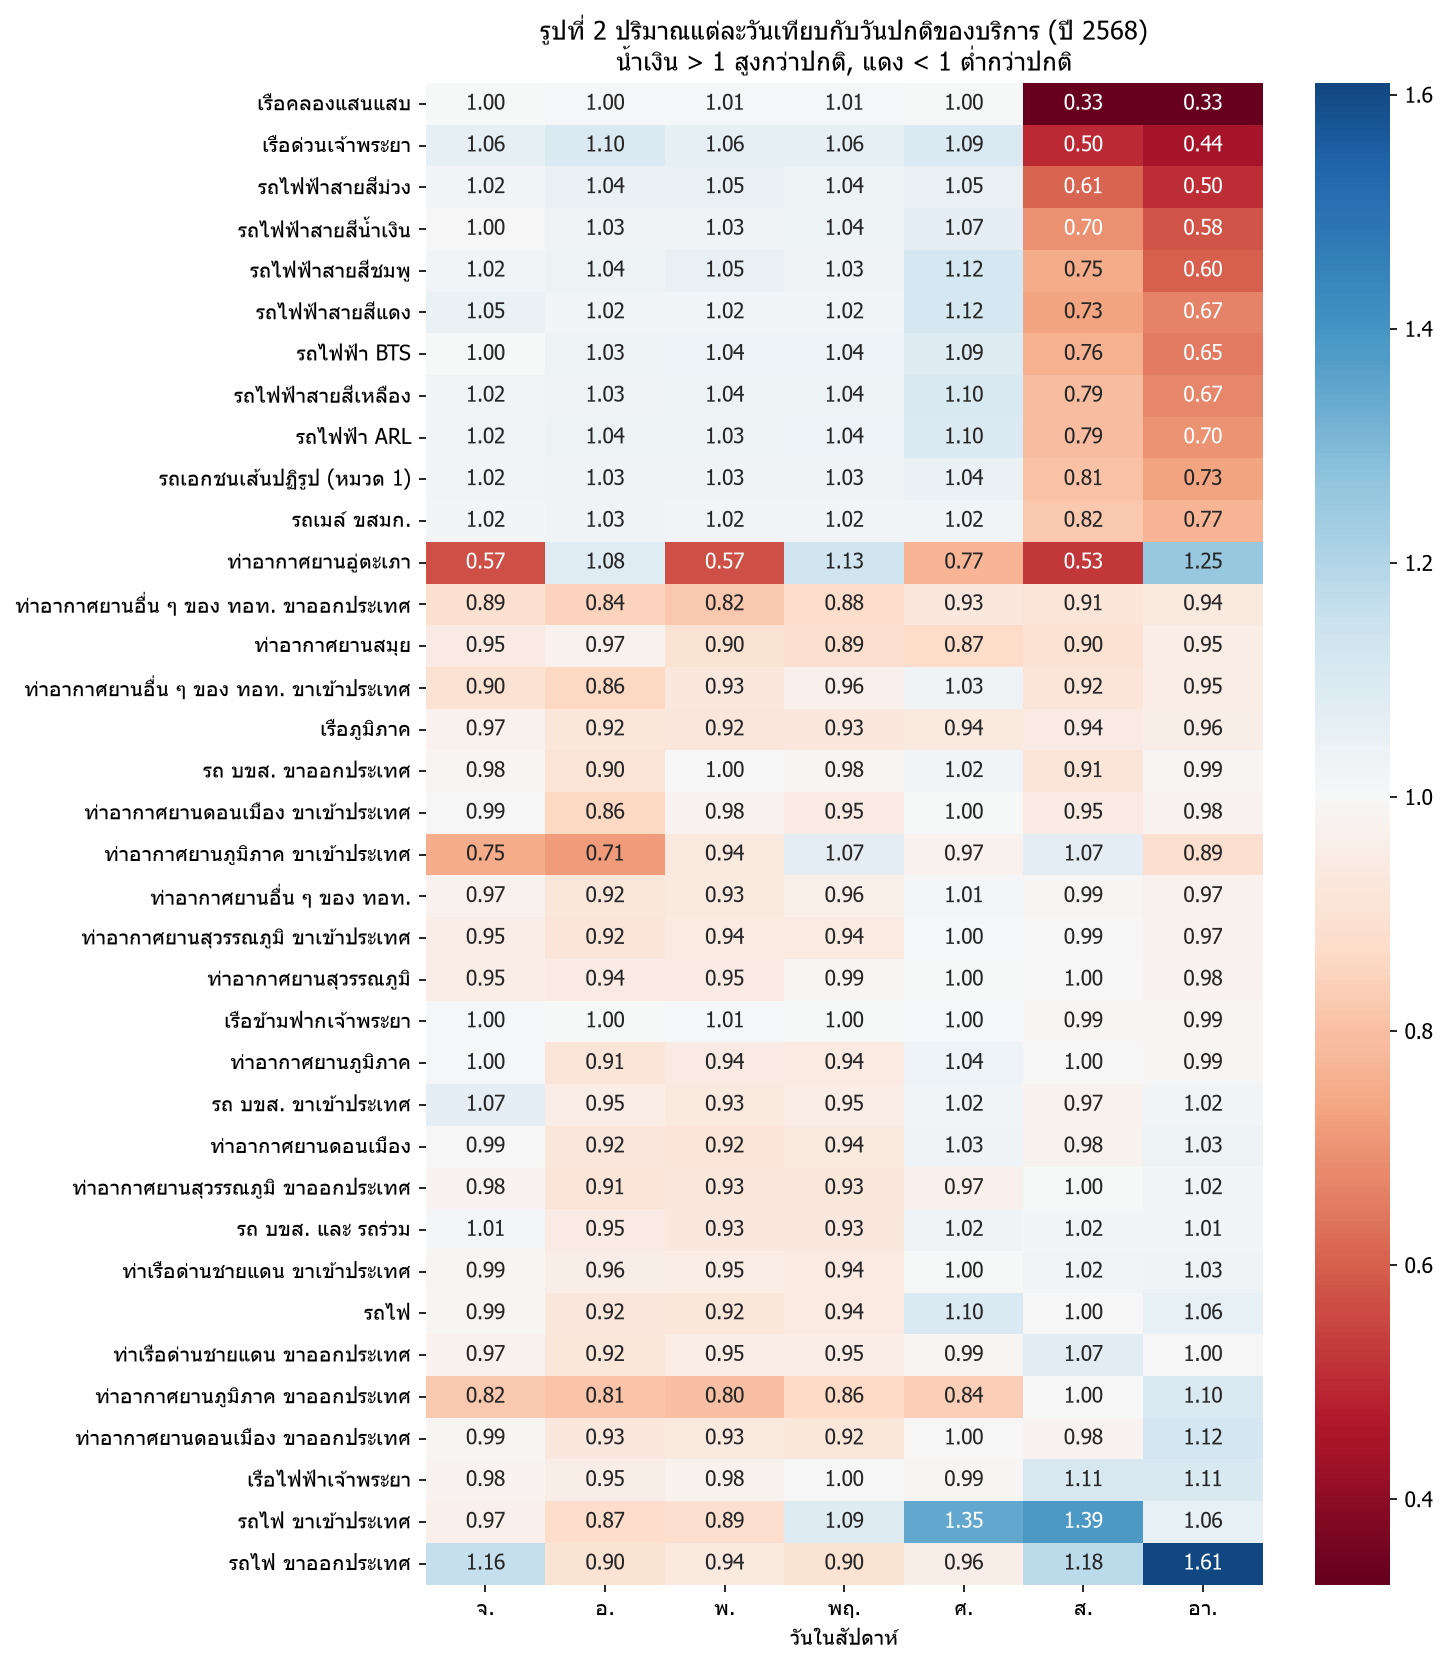 รูปที่ 2 ปริมาณแต่ละวันเทียบกับวันปกติของบริการ (ปี 2568)
น้ำเงิน > 1 สูงกว่าปกติ, แดง < 1 ต่ำกว่าปกติ
เรือคลองแสนแสบ 1.00 1.00 1.01 1.01 1.00 0.33 0.33
เรือด่วนเจ้าพระยา 1.06 1.10 1.06 1.06 1.09 0.50 0.44
รถไฟฟ้าสายสีม่วง 1.02 1.04 1.05 1.04 1.05 0.61 0.50
รถไฟฟ้าสายสีน้ำเงิน 1.00 1.03 1.03 1.04 1.07 0.70 0.58
รถไฟฟ้าสายสีชมพู 1.02 1.04 1.05 1.03 1.12 0.75 0.60
รถไฟฟ้าสายสีแดง 1.05 1.02 1.02 1.02 1.12 0.73 0.67
รถไฟฟ้า BTS 1.00 1.03 1.04 1.04 1.09 0.76 0.65
รถไฟฟ้าสายสีเหลือง 1.02 1.03 1.04 1.04 1.10 0.79 0.67
รถไฟฟ้า ARL 1.02 1.04 1.03 1.04 1.10 0.79 0.70
รถเอกชนเส้นปฏิรูป (หมวด 1) 1.02 1.03 1.03 1.03 1.04 0.81 0.73
รถเมล์ ขสมก. 1.02 1.03 1.02 1.02 1.02 0.82 0.77
ท่าอากาศยานอู่ตะเภา 0.57 1.08 0.57 1.13 0.77 0.53 1.25
ท่าอากาศยานอื่น ๆ ของ ทอท. ขาออกประเทศ 0.89 0.84 0.82 0.88 0.93 0.91 0.94
ท่าอากาศยานสมุย 0.95 0.97 0.90 0.89 0.87 0.90 0.95
ท่าอากาศยานอื่น ๆ ของ ทอท. ขาเข้าประเทศ 0.90 0.86 0.93 0.96 1.03 0.92 0.95
เรือภูมิภาค 0.97 0.92 0.92 0.93 0.94 0.94 0.96
รถ บขส. ขาออกประเทศ 0.98 0.90 1.00 0.98 1.02 0.91 0.99
ท่าอากาศยานดอนเมือง ขาเข้าประเทศ 0.99 0.86 0.98 0.95 1.00 0.95 0.98
ท่าอากาศยานภูมิภาค ขาเข้าประเทศ 0.75 0.71 0.94 1.07 0.97 1.07 0.89
ท่าอากาศยานอื่น ๆ ของ ทอท. 0.97 0.92 0.93 0.96 1.01 0.99 0.97
ท่าอากาศยานสุวรรณภูมิ ขาเข้าประเทศ 0.95 0.92 0.94 0.94 1.00 0.99 0.97
ท่าอากาศยานสุวรรณภูมิ 0.95 0.94 0.95 0.99 1.00 1.00 0.98
เรือข้ามฟากเจ้าพระยา 1.00 1.00 1.01 1.00 1.00 0.99 0.99
ท่าอากาศยานภูมิภาค 1.00 0.91 0.94 0.94 1.04 1.00 0.99
รถ บขส. ขาเข้าประเทศ 1.07 0.95 0.93 0.95 1.02 0.97 1.02
ท่าอากาศยานดอนเมือง 0.99 0.92 0.92 0.94 1.03 0.98 1.03
ท่าอากาศยานสุวรรณภูมิ ขาออกประเทศ 0.98 0.91 0.93 0.93 0.97 1.00 1.02
รถ บขส. และ รถร่วม 1.01 0.95 0.93 0.93 1.02 1.02 1.01
ท่าเรือด่านชายแดน ขาเข้าประเทศ 0.99 0.96 0.95 0.94 1.00 1.02 1.03
รถไฟ 0.99 0.92 0.92 0.94 1.10 1.00 1.06
ท่าเรือด่านชายแดน ขาออกประเทศ 0.97 0.92 0.95 0.95 0.99 1.07 1.00
ท่าอากาศยานภูมิภาค ขาออกประเทศ 0.82 0.81 0.80 0.86 0.84 1.00 1.10
ท่าอากาศยานดอนเมือง ขาออกประเทศ 0.99 0.93 0.93 0.92 1.00 0.98 1.12
เรือไฟฟ้าเจ้าพระยา 0.98 0.95 0.98 1.00 0.99 1.11 1.11
รถไฟ ขาเข้าประเทศ 0.97 0.87 0.89 1.09 1.35 1.39 1.06
รถไฟ ขาออกประเทศ 1.16 0.90 0.94 0.90 0.96 1.18 1.61
จ. อ. พ. พฤ. ศ. ส. อา.
วันในสัปดาห์
1.6
1.4
1.2
1.0
0.8
0.6
0.4